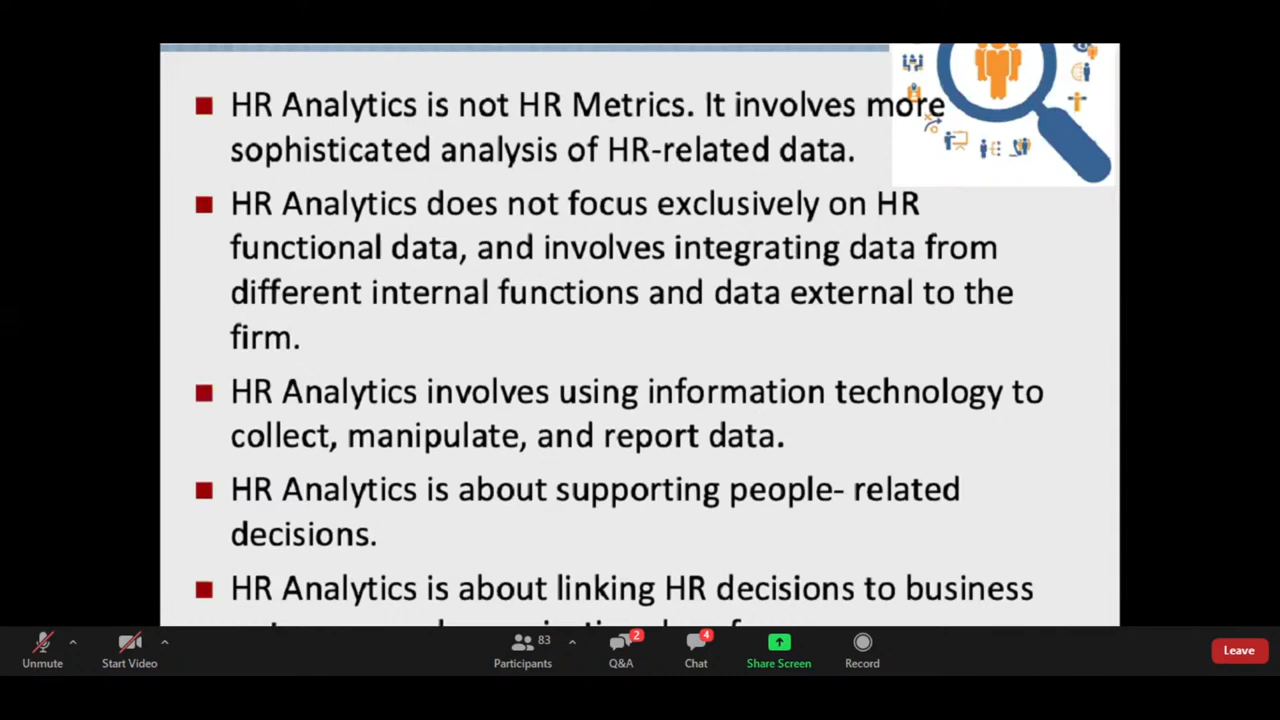 HR Analytics is not HR Metrics. It involves more
sophisticated analysis of HR-related data.
HR Analytics does not focus exclusively on HR
functional data, and involves integrating data from
different internal functions and data external to the
firm.
HR Analytics involves using information technology to
collect, manipulate, and report data.
HR Analytics is about supporting people- related
decisions.
HR Analytics is about linking HR decisions to business
83
2
4
Unmute
Start Video
Participants
Q&A
Chat
Share Screen
Record
Leave